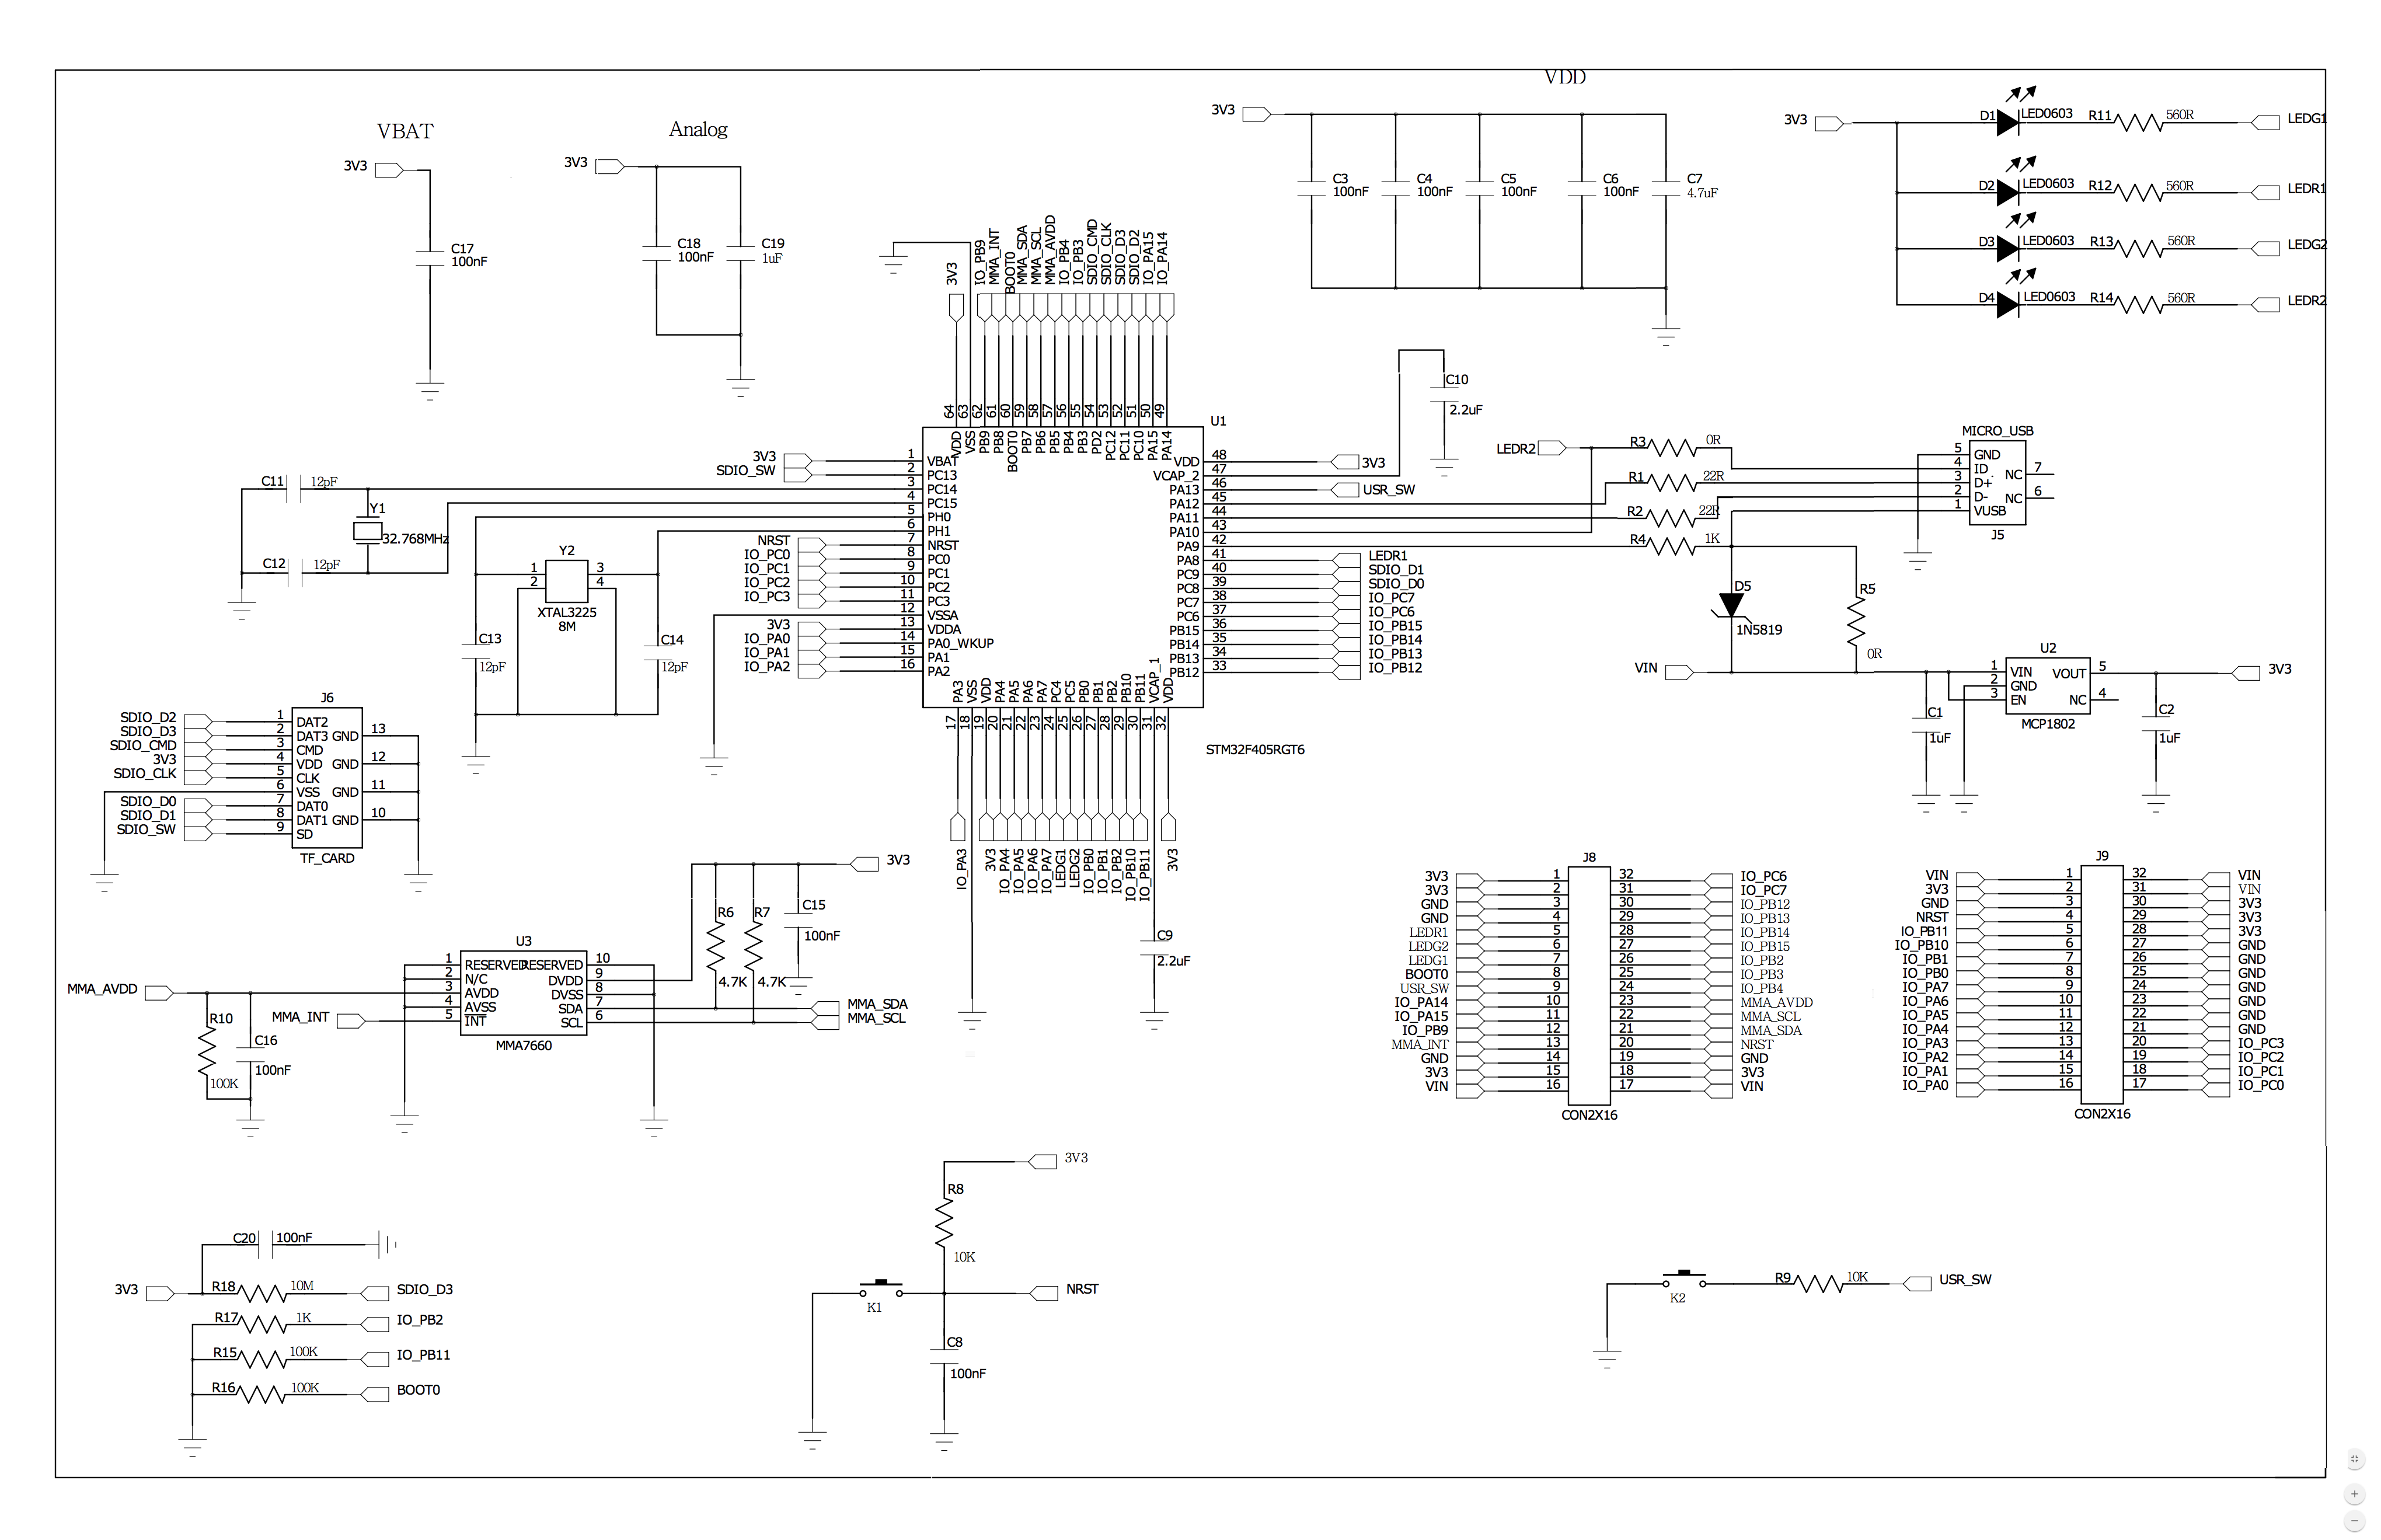 VDD
VBAT
3V3
C17
100nF
Analog
3V3
C18
100nF
C19
1uF
3V3
C3
100nF
C4
100nF
C5
100nF
C6
100nF
C7
4.7uF
3V3
D1 LED0603 R11 560R LEDG1
D2 LED0603 R12 560R LEDR1
D3 LED0603 R13 560R LEDG2
D4 LED0603 R14 560R LEDR2
3V3
IO_PB9
MMA_INT
BOOT0
MMA_SDA
MMA_SCL
MMA_AVDD
IO_PB4
IO_PB3
SDIO_CMD
SDIO_CLK
SDIO_D3
SDIO_D2
IO_PA15
IO_PA14
64 63 62 61 60 59 58 57 56 55 54 53 52 51 50 49
VDD VSS PB9 PB8 BOOT0 PB7 PB6 PB5 PB4 PB3 PD2 PC12 PC11 PC10 PA15 PA14
U1
3V3 1 VBAT
SDIO_SW 2 PC13
3 PC14
4 PC15
5 PH0
6 PH1
NRST 7 NRST
IO_PC0 8 PC0
IO_PC1 9 PC1
IO_PC2 10 PC2
IO_PC3 11 PC3
12 VSSA
3V3 13 VDDA
IO_PA0 14 PA0_WKUP
IO_PA1 15 PA1
IO_PA2 16 PA2
VDD 48 3V3
VCAP_2 47
PA13 46 USR_SW
PA12 45
PA11 44
PA10 43
PA9 42
PA8 41 LEDR1
PC9 40 SDIO_D1
PC8 39 SDIO_D0
PC7 38 IO_PC7
PC6 37 IO_PC6
PB15 36 IO_PB15
PB14 35 IO_PB14
PB13 34 IO_PB13
PB12 33 IO_PB12
PA3 VSS VDD PA4 PA5 PA6 PA7 PC4 PC5 PB0 PB1 PB2 PB10 PB11 VCAP_1 VDD
17 18 19 20 21 22 23 24 25 26 27 28 29 30 31 32
STM32F405RGT6
IO_PA3
3V3
IO_PA4
IO_PA5
IO_PA6
IO_PA7
LEDG1
LEDG2
IO_PB0
IO_PB1
IO_PB2
IO_PB10
IO_PB11
3V3
C9
2.2uF
C10
2.2uF
C11 12pF
Y1
32.768MHz
C12 12pF
Y2
1 3
2 4
XTAL3225
8M
C13
12pF
C14
12pF
LEDR2
R3 0R
R1 22R
R2 22R
R4 1K
MICRO_USB
5 GND
4 ID
3 D+
2 D-
1 VUSB
NC 7
NC 6
J5
D5
1N5819
R5
0R
VIN
U2
1 VIN
2 GND
3 EN
VOUT 5
NC 4
MCP1802
3V3
C1
1uF
C2
1uF
J6
SDIO_D2 1 DAT2
SDIO_D3 2 DAT3 GND 13
SDIO_CMD 3 CMD
3V3 4 VDD GND 12
SDIO_CLK 5 CLK
6 VSS GND 11
SDIO_D0 7 DAT0
SDIO_D1 8 DAT1 GND 10
SDIO_SW 9 SD
TF_CARD
3V3
R6
4.7K
R7
4.7K
C15
100nF
U3
1 RESERVED RESERVED 10
2 N/C DVDD 9
MMA_AVDD 3 AVDD DVSS 8
4 AVSS SDA 7 MMA_SDA
MMA_INT 5 INT SCL 6 MMA_SCL
MMA7660
R10
100K
C16
100nF
J8
3V3 1 32 IO_PC6
3V3 2 31 IO_PC7
GND 3 30 IO_PB12
GND 4 29 IO_PB13
LEDR1 5 28 IO_PB14
LEDG2 6 27 IO_PB15
LEDG1 7 26 IO_PB2
BOOT0 8 25 IO_PB3
USR_SW 9 24 IO_PB4
IO_PA14 10 23 MMA_AVDD
IO_PA15 11 22 MMA_SCL
IO_PB9 12 21 MMA_SDA
MMA_INT 13 20 NRST
GND 14 19 GND
3V3 15 18 3V3
VIN 16 17 VIN
CON2X16
J9
VIN 1 32 VIN
3V3 2 31 VIN
GND 3 30 3V3
NRST 4 29 3V3
IO_PB11 5 28 3V3
IO_PB10 6 27 GND
IO_PB1 7 26 GND
IO_PB0 8 25 GND
IO_PA7 9 24 GND
IO_PA6 10 23 GND
IO_PA5 11 22 GND
IO_PA4 12 21 GND
IO_PA3 13 20 IO_PC3
IO_PA2 14 19 IO_PC2
IO_PA1 15 18 IO_PC1
IO_PA0 16 17 IO_PC0
CON2X16
C20 100nF
3V3 R18 10M SDIO_D3
R17 1K IO_PB2
R15 100K IO_PB11
R16 100K BOOT0
3V3
R8
10K
K1
NRST
C8
100nF
K2
R9 10K USR_SW